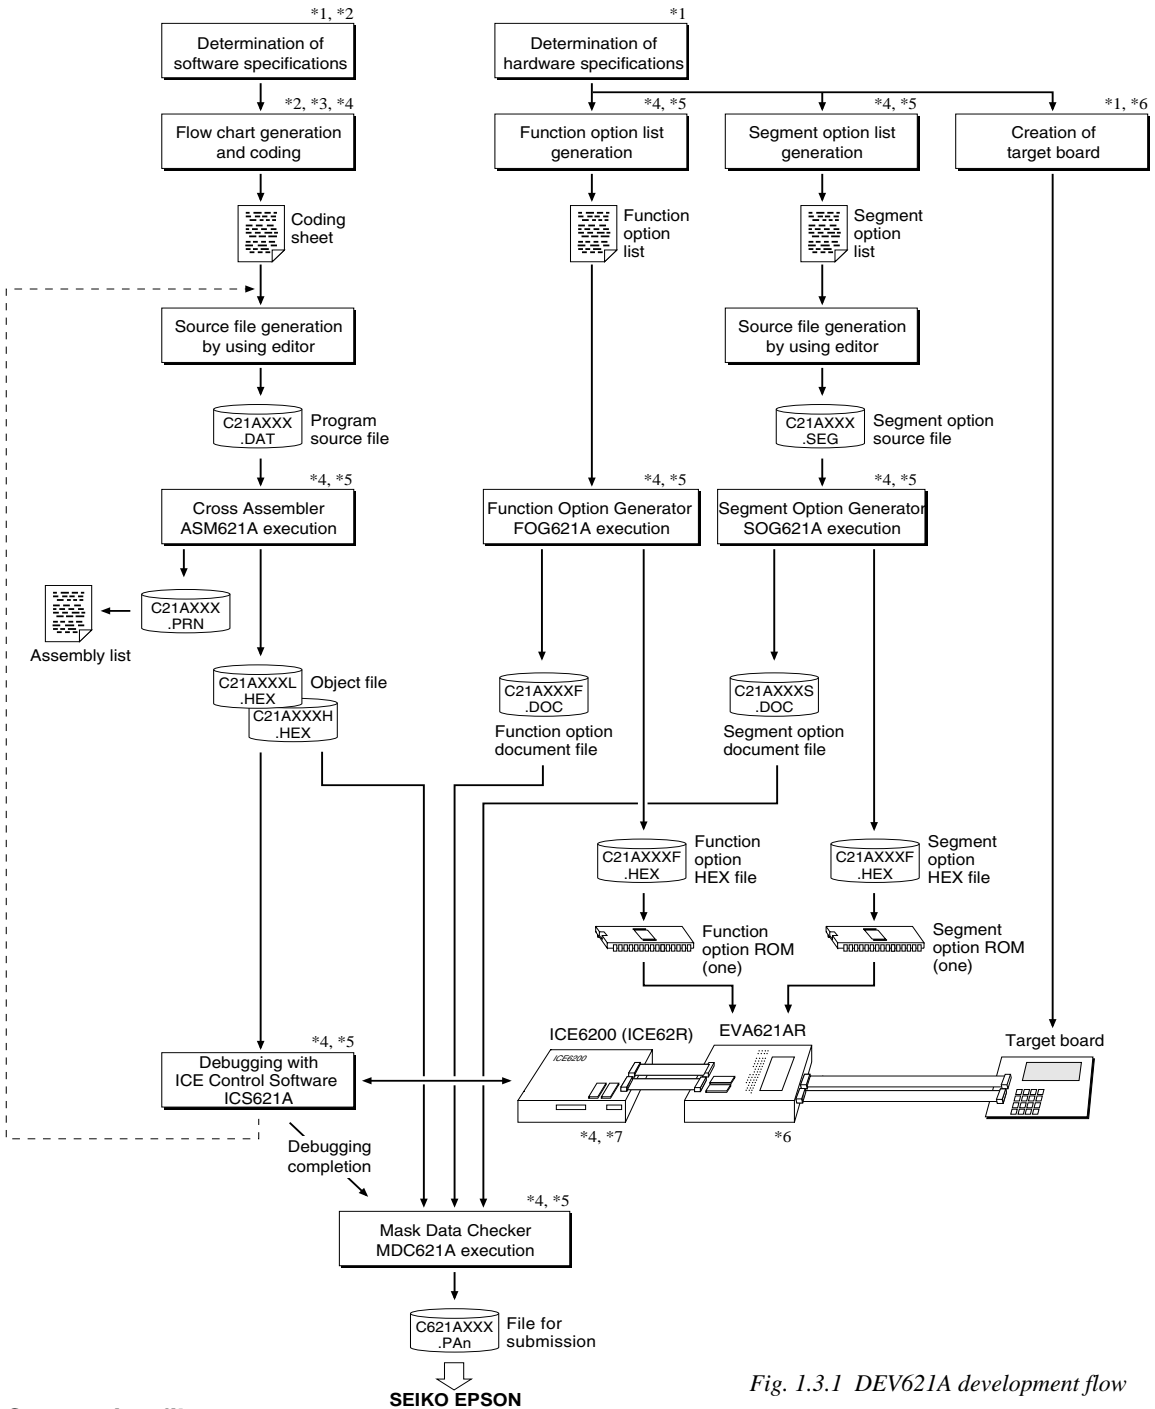 *1, *2
Determination of
software specifications
*1
Determination of
hardware specifications
*2, *3, *4
Flow chart generation
and coding
*4, *5
Function option list
generation
*4, *5
Segment option list
generation
*1, *6
Creation of
target board
Coding
sheet
Function
option
list
Segment
option
list
Source file generation
by using editor
Source file generation
by using editor
C21AXXX
.DAT
Program
source file
C21AXXX
.SEG
Segment option
source file
*4, *5
Cross Assembler
ASM621A execution
*4, *5
Function Option Generator
FOG621A execution
*4, *5
Segment Option Generator
SOG621A execution
C21AXXX
.PRN
Assembly list
C21AXXXL
.HEX
Object file
C21AXXXH
.HEX
C21AXXXF
.DOC
Function option
document file
C21AXXXS
.DOC
Segment option
document file
C21AXXXF
.HEX
Function
option
HEX file
C21AXXXF
.HEX
Segment
option
HEX file
Function
option ROM
(one)
Segment
option ROM
(one)
ICE6200 (ICE62R)
EVA621AR
Target board
ICE6200
*4, *5
Debugging with
ICE Control Software
ICS621A
*4, *7
*6
Debugging
completion
*4, *5
Mask Data Checker
MDC621A execution
C621AXXX
.PAn
File for
submission
SEIKO EPSON
Fig. 1.3.1 DEV621A development flow